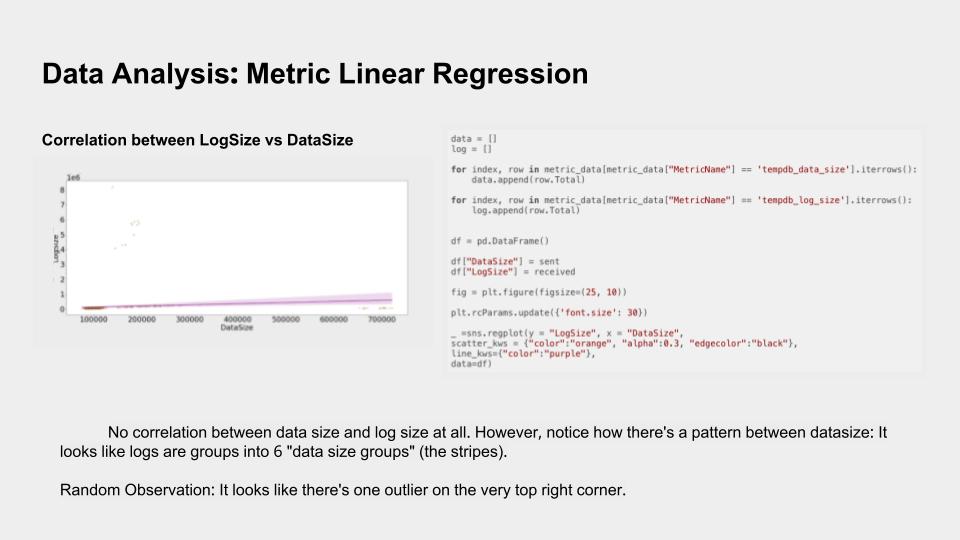 Data Analysis: Metric Linear Regression
Correlation between LogSize vs DataSize
1e6
8
7
6
5
4
3
2
1
0
LogSize
100000 200000 300000 400000 500000 600000 700000
DataSize
data = []
log = []
for index, row in metric_data[metric_data["MetricName"] == 'tempdb_data_size'].iterrows():
    data.append(row.Total)
for index, row in metric_data[metric_data["MetricName"] == 'tempdb_log_size'].iterrows():
    log.append(row.Total)
df = pd.DataFrame()
df["DataSize"] = sent
df["LogSize"] = received
fig = plt.figure(figsize=(25, 10))
plt.rcParams.update({'font.size': 30})
_ =sns.regplot(y = "LogSize", x = "DataSize",
scatter_kws = {"color":"orange", "alpha":0.3, "edgecolor":"black"},
line_kws={"color":"purple"},
data=df)
No correlation between data size and log size at all. However, notice how there's a pattern between datasize: It
looks like logs are groups into 6 "data size groups" (the stripes).
Random Observation: It looks like there's one outlier on the very top right corner.